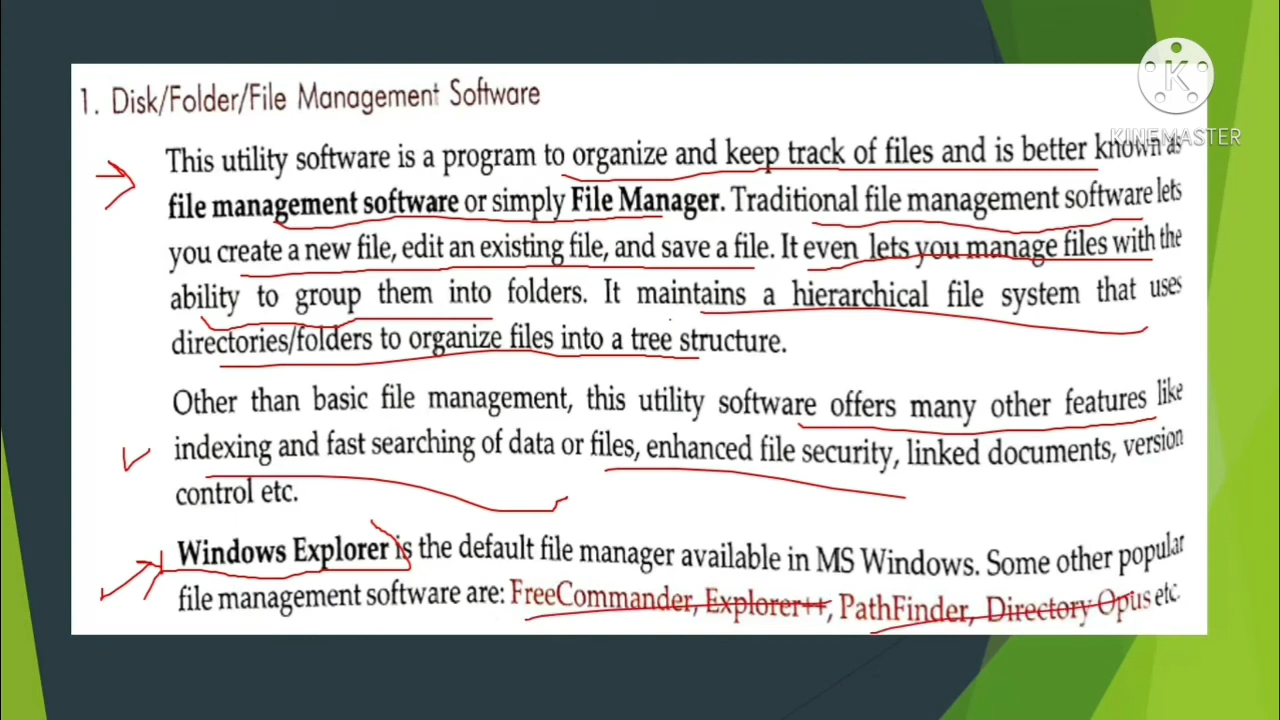 K
KINEMASTER
1. Disk/Folder/File Management Software
This utility software is a program to organize and keep track of files and is better known as
file management software or simply File Manager. Traditional file management software lets
you create a new file, edit an existing file, and save a file. It even lets you manage files with the
ability to group them into folders. It maintains a hierarchical file system that uses
directories/folders to organize files into a tree structure.
Other than basic file management, this utility software offers many other features like
indexing and fast searching of data or files, enhanced file security, linked documents, version
control etc.
Windows Explorer is the default file manager available in MS Windows. Some other popular
file management software are: FreeCommander, Explorer++, PathFinder, Directory Opus etc.